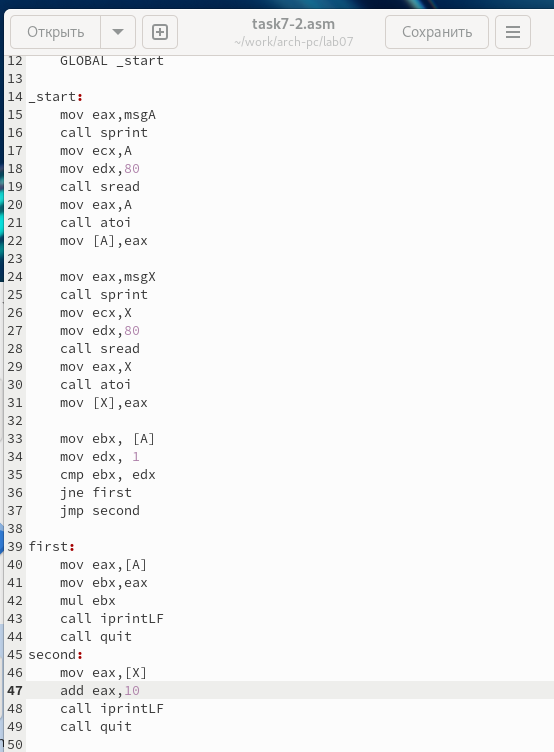 Открыть
task7-2.asm
~/work/arch-pc/lab07
Сохранить
12 GLOBAL _start
13
14 _start:
15 mov eax,msgA
16 call sprint
17 mov ecx,A
18 mov edx,80
19 call sread
20 mov eax,A
21 call atoi
22 mov [A],eax
23
24 mov eax,msgX
25 call sprint
26 mov ecx,X
27 mov edx,80
28 call sread
29 mov eax,X
30 call atoi
31 mov [X],eax
32
33 mov ebx, [A]
34 mov edx, 1
35 cmp ebx, edx
36 jne first
37 jmp second
38
39 first:
40 mov eax,[A]
41 mov ebx,eax
42 mul ebx
43 call iprintLF
44 call quit
45 second:
46 mov eax,[X]
47 add eax,10
48 call iprintLF
49 call quit
50